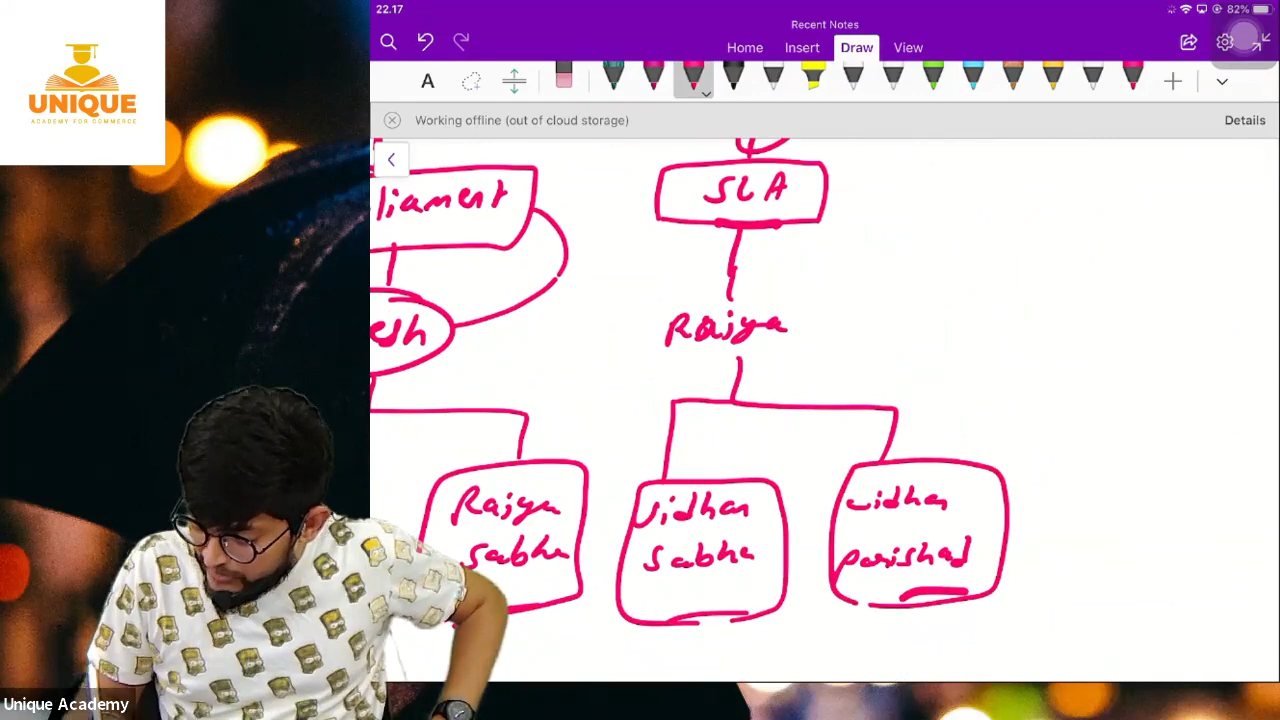 22.17
Recent Notes
82%
Home Insert Draw View
UNIQUE
ACADEMY FOR COMMERCE
A
Working offline (out of cloud storage)
Details
liament
SLA
esh
Rajya
Rajya
Sabha
Vidhan
Sabha
Vidhan
Parishad
Unique Academy